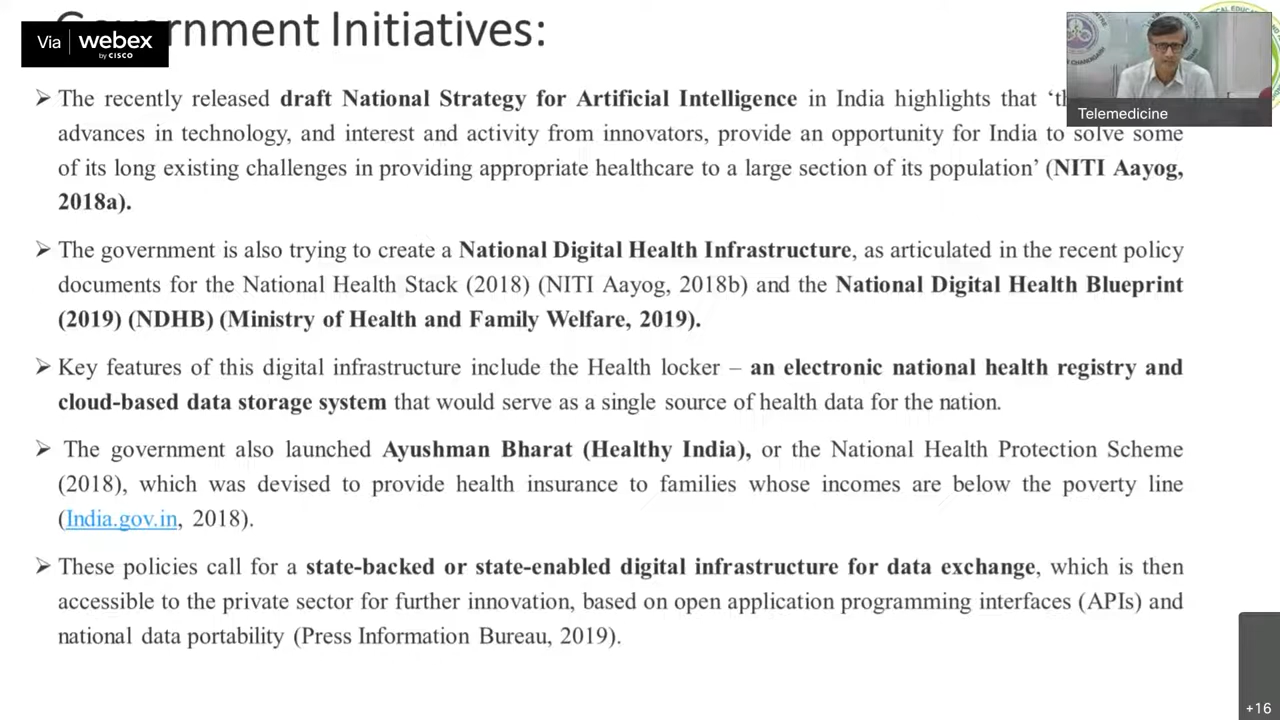 rnment Initiatives:
Via webex
by CISCO
➢ The recently released draft National Strategy for Artificial Intelligence in India highlights that
advances in technology, and interest and activity from innovators, provide an opportunity for India to solve some
of its long existing challenges in providing appropriate healthcare to a large section of its population’ (NITI Aayog,
2018a).
➢ The government is also trying to create a National Digital Health Infrastructure, as articulated in the recent policy
documents for the National Health Stack (2018) (NITI Aayog, 2018b) and the National Digital Health Blueprint
(2019) (NDHB) (Ministry of Health and Family Welfare, 2019).
➢ Key features of this digital infrastructure include the Health locker – an electronic national health registry and
cloud-based data storage system that would serve as a single source of health data for the nation.
➢ The government also launched Ayushman Bharat (Healthy India), or the National Health Protection Scheme
(2018), which was devised to provide health insurance to families whose incomes are below the poverty line
(India.gov.in, 2018).
➢ These policies call for a state-backed or state-enabled digital infrastructure for data exchange, which is then
accessible to the private sector for further innovation, based on open application programming interfaces (APIs) and
national data portability (Press Information Bureau, 2019).
Telemedicine
+16